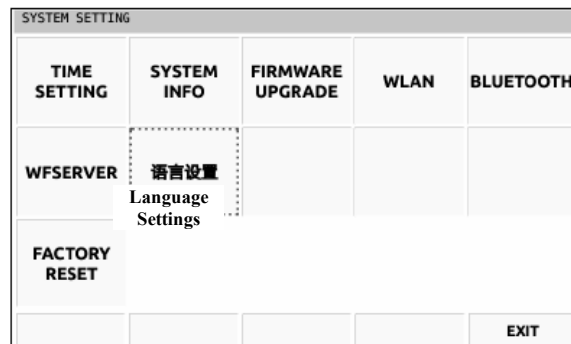 SYSTEM SETTING
TIME
SETTING
SYSTEM
INFO
FIRMWARE
UPGRADE
WLAN
BLUETOOTH
WFSERVER
语言设置
Language
Settings
FACTORY
RESET
EXIT